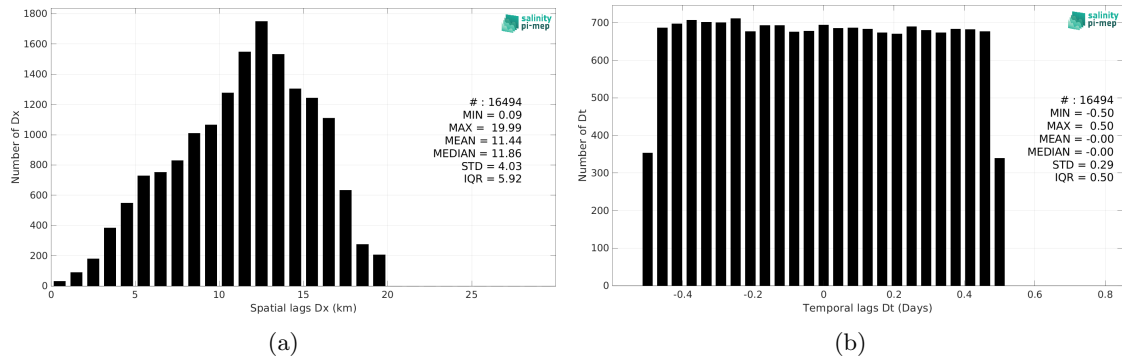 salinity
pi-mep
Number of Dx
1800
1600
1400
1200
1000
800
600
400
200
0
# : 16494
MIN = 0.09
MAX = 19.99
MEAN = 11.44
MEDIAN = 11.86
STD = 4.03
IQR = 5.92
0 5 10 15 20 25
Spatial lags Dx (km)
(a)
salinity
pi-mep
Number of Dt
700
600
500
400
300
200
100
0
# : 16494
MIN = -0.50
MAX = 0.50
MEAN = -0.00
MEDIAN = -0.00
STD = 0.29
IQR = 0.50
-0.4 -0.2 0 0.2 0.4 0.6 0.8
Temporal lags Dt (Days)
(b)